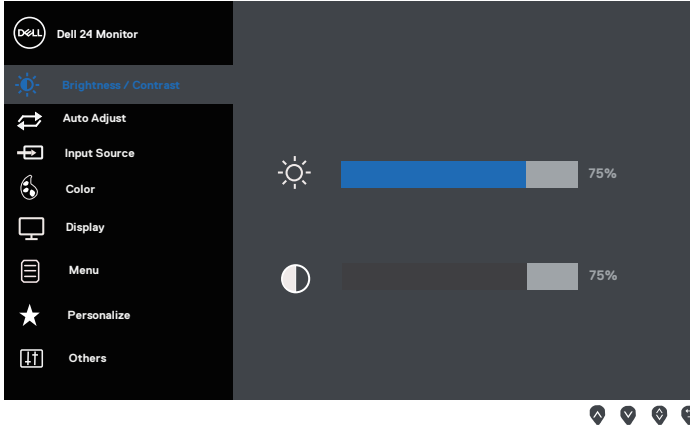 DELL
Dell 24 Monitor
Brightness / Contrast
Auto Adjust
Input Source
Color
Display
Menu
Personalize
Others
75%
75%